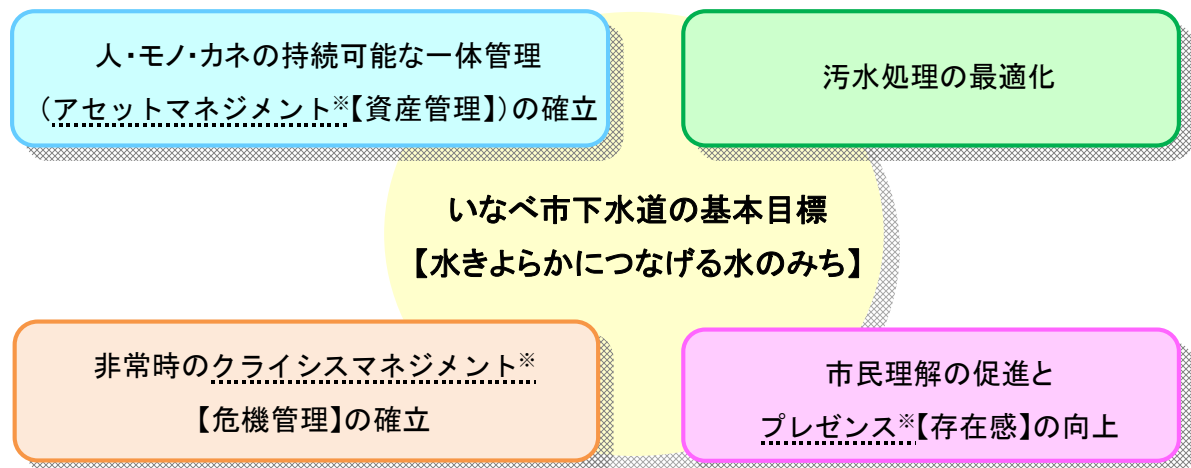 人・モノ・カネの持続可能な一体管理
（アセットマネジメント※【資産管理】）の確立
汚水処理の最適化
いなべ市下水道の基本目標
【水きよらかにつなげる水のみち】
非常時のクライシスマネジメント※
【危機管理】の確立
市民理解の促進と
プレゼンス※【存在感】の向上